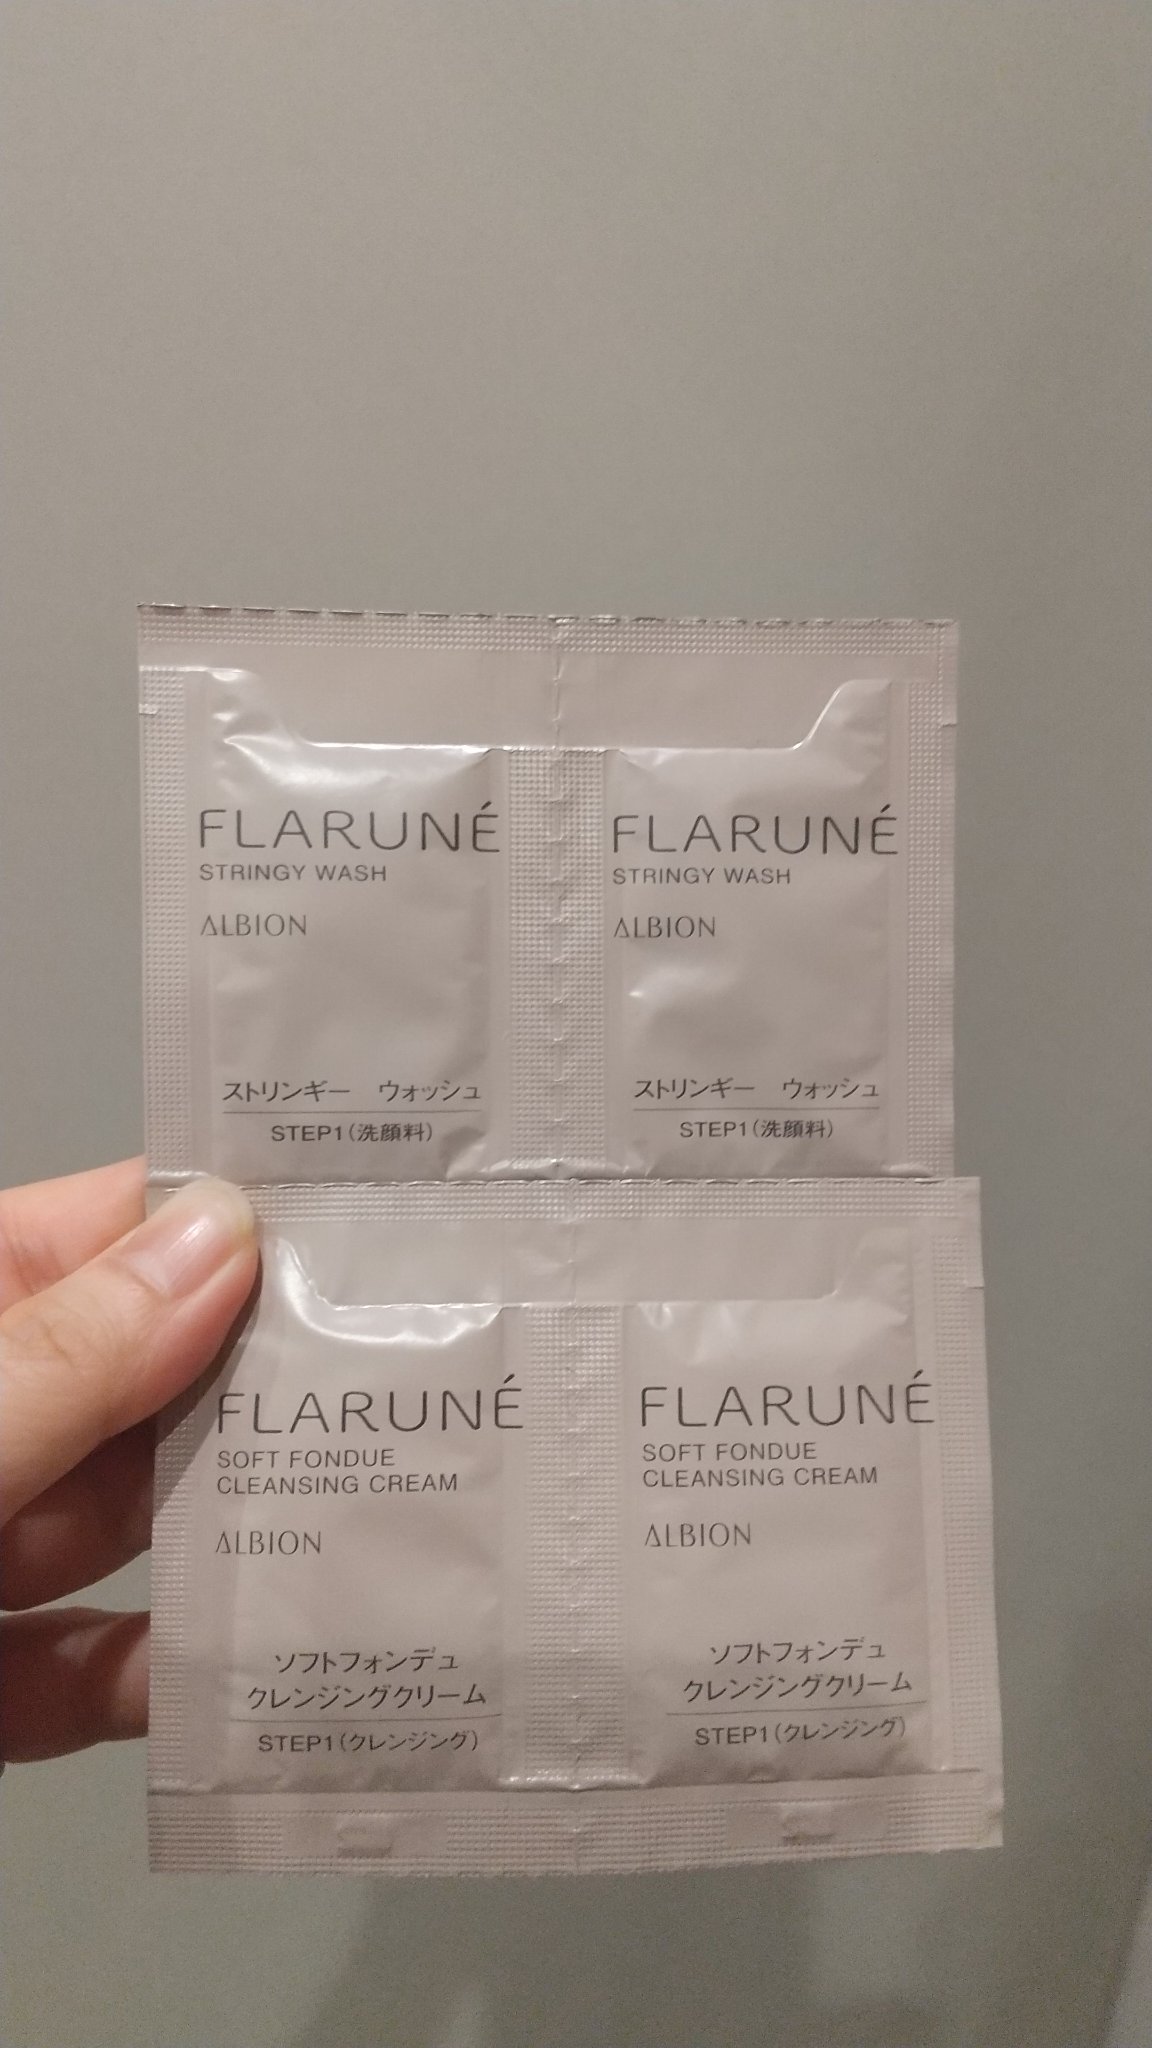 FLARUNÉ
STRINGY WASH
ALBION
ストリンギー ウォッシュ
STEP1(洗顔料)
FLARUNÉ
STRINGY WASH
ALBION
ストリンギー ウォッシュ
STEP1(洗顔料)
FLARUNÉ
SOFT FONDUE
CLEANSING CREAM
ALBION
ソフトフォンデュ
クレンジングクリーム
STEP1(クレンジング)
FLARUNÉ
SOFT FONDUE
CLEANSING CREAM
ALBION
ソフトフォンデュ
クレンジングクリーム
STEP1(クレンジング)